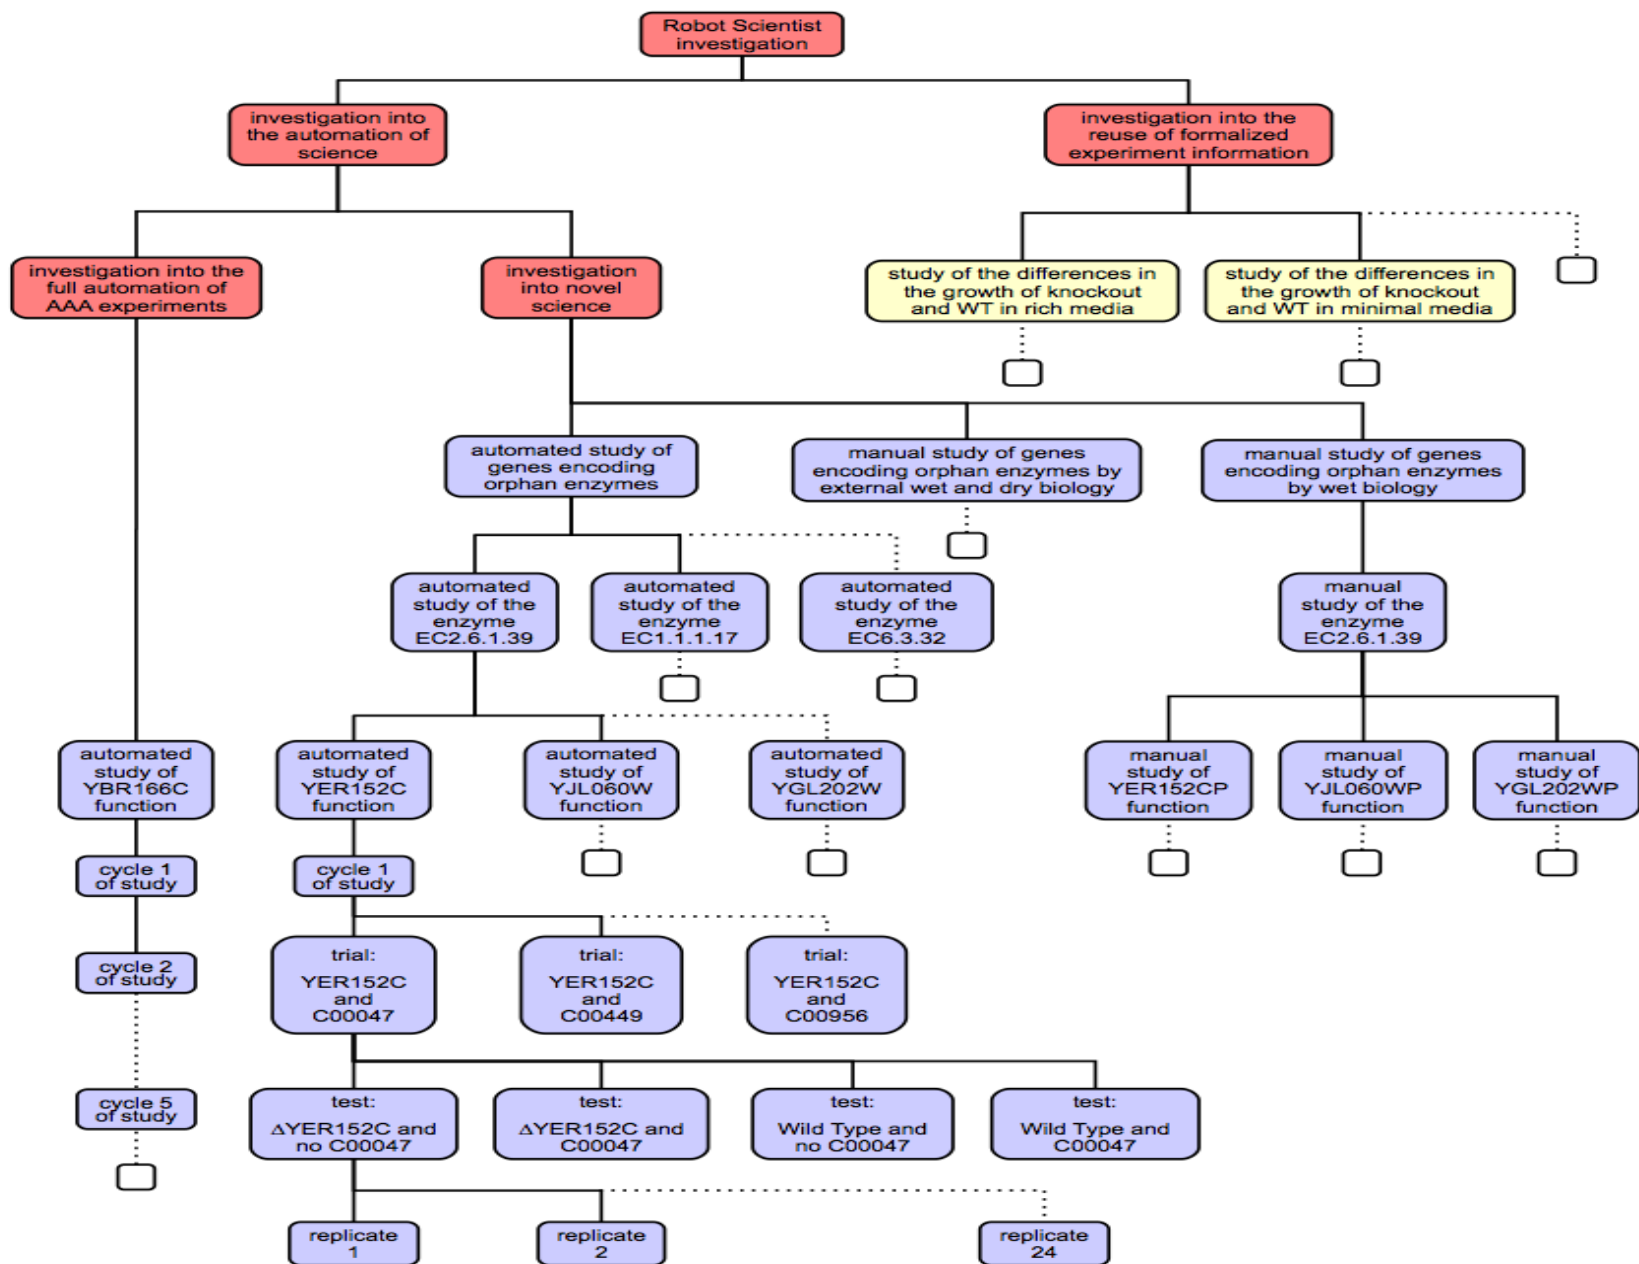 Robot Scientist
investigation
investigation into
the automation of
science
investigation into the
reuse of formalized
experiment information
investigation into the
full automation of
AAA experiments
investigation
into novel
science
study of the differences in
the growth of knockout
and WT in rich media
study of the differences in
the growth of knockout
and WT in minimal media
automated study of
genes encoding
orphan enzymes
manual study of genes
encoding orphan enzymes by
external wet and dry biology
manual study of genes
encoding orphan enzymes
by wet biology
automated
study of the
enzyme
EC2.6.1.39
automated
study of the
enzyme
EC1.1.1.17
automated
study of the
enzyme
EC6.3.32
manual
study of the
enzyme
EC2.6.1.39
automated
study of
YBR166C
function
automated
study of
YER152C
function
automated
study of
YJL060W
function
automated
study of
YGL202W
function
manual
study of
YER152CP
function
manual
study of
YJL060WP
function
manual
study of
YGL202WP
function
cycle 1
of study
cycle 1
of study
cycle 2
of study
trial:
YER152C
and
C00047
trial:
YER152C
and
C00449
trial:
YER152C
and
C00956
cycle 5
of study
test:
ΔYER152C and
no C00047
test:
ΔYER152C and
C00047
test:
Wild Type and
no C00047
test:
Wild Type and
C00047
replicate
1
replicate
2
replicate
24